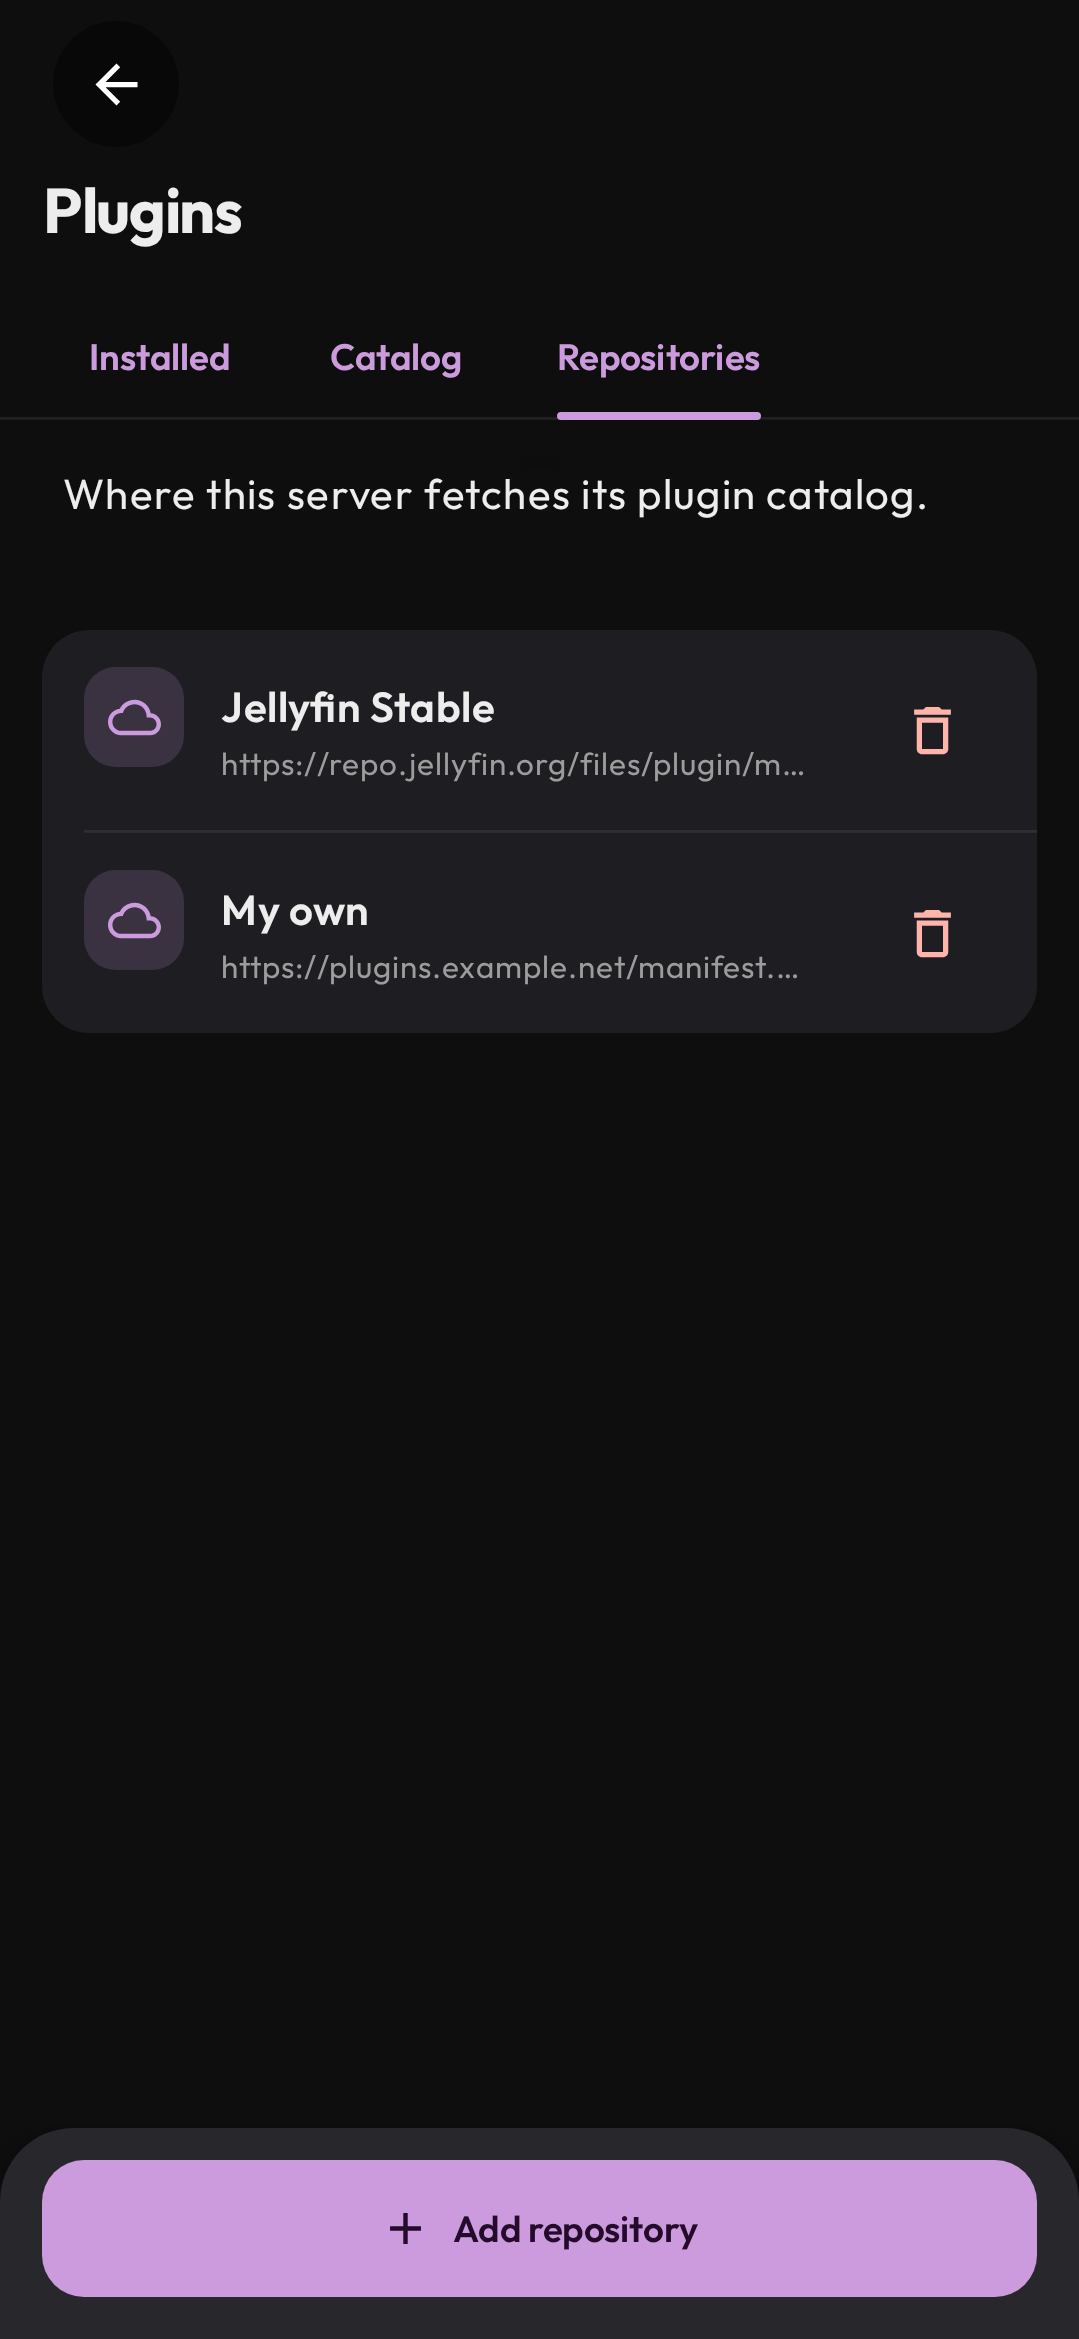 Plugins
Installed
Catalog
Repositories
Where this server fetches its plugin catalog.
Jellyfin Stable
https://repo.jellyfin.org/files/plugin/m...
My own
https://plugins.example.net/manifest....
Add repository